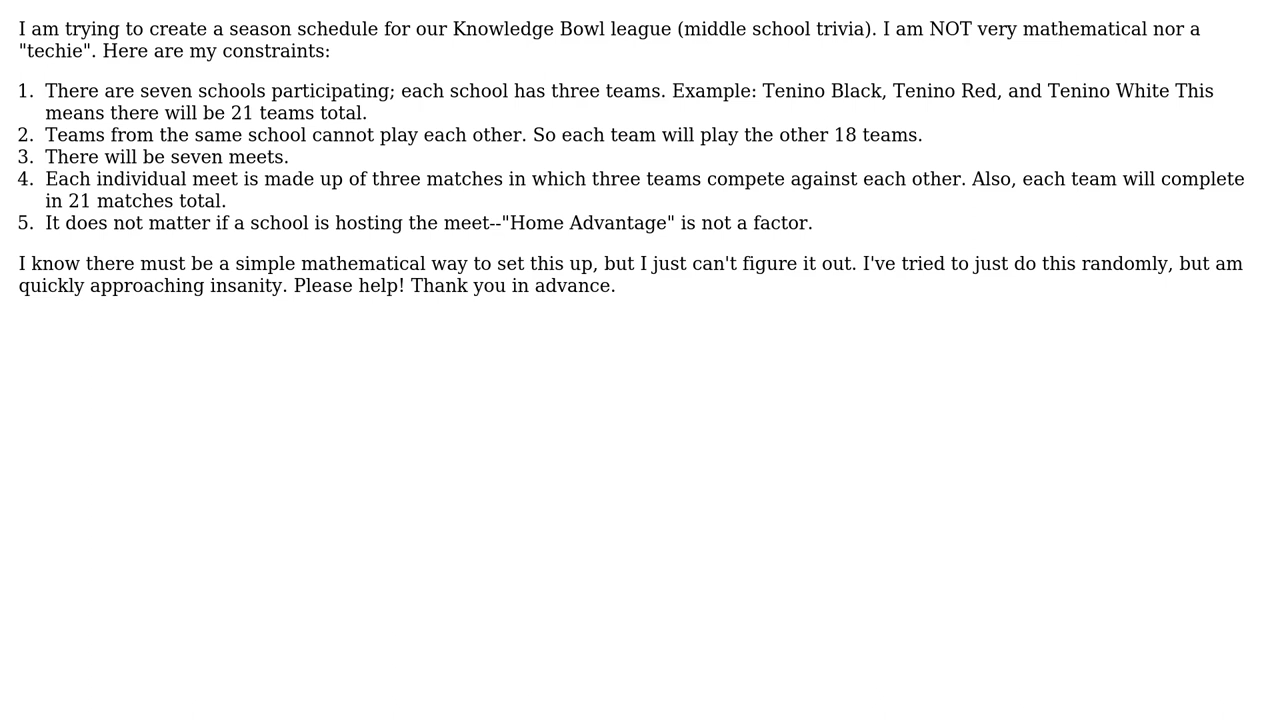 I am trying to create a season schedule for our Knowledge Bowl league (middle school trivia). I am NOT very mathematical nor a
"techie". Here are my constraints:
1. There are seven schools participating; each school has three teams. Example: Tenino Black, Tenino Red, and Tenino White This
means there will be 21 teams total.
2. Teams from the same school cannot play each other. So each team will play the other 18 teams.
3. There will be seven meets.
4. Each individual meet is made up of three matches in which three teams compete against each other. Also, each team will complete
in 21 matches total.
5. It does not matter if a school is hosting the meet--"Home Advantage" is not a factor.
I know there must be a simple mathematical way to set this up, but I just can't figure it out. I've tried to just do this randomly, but am
quickly approaching insanity. Please help! Thank you in advance.